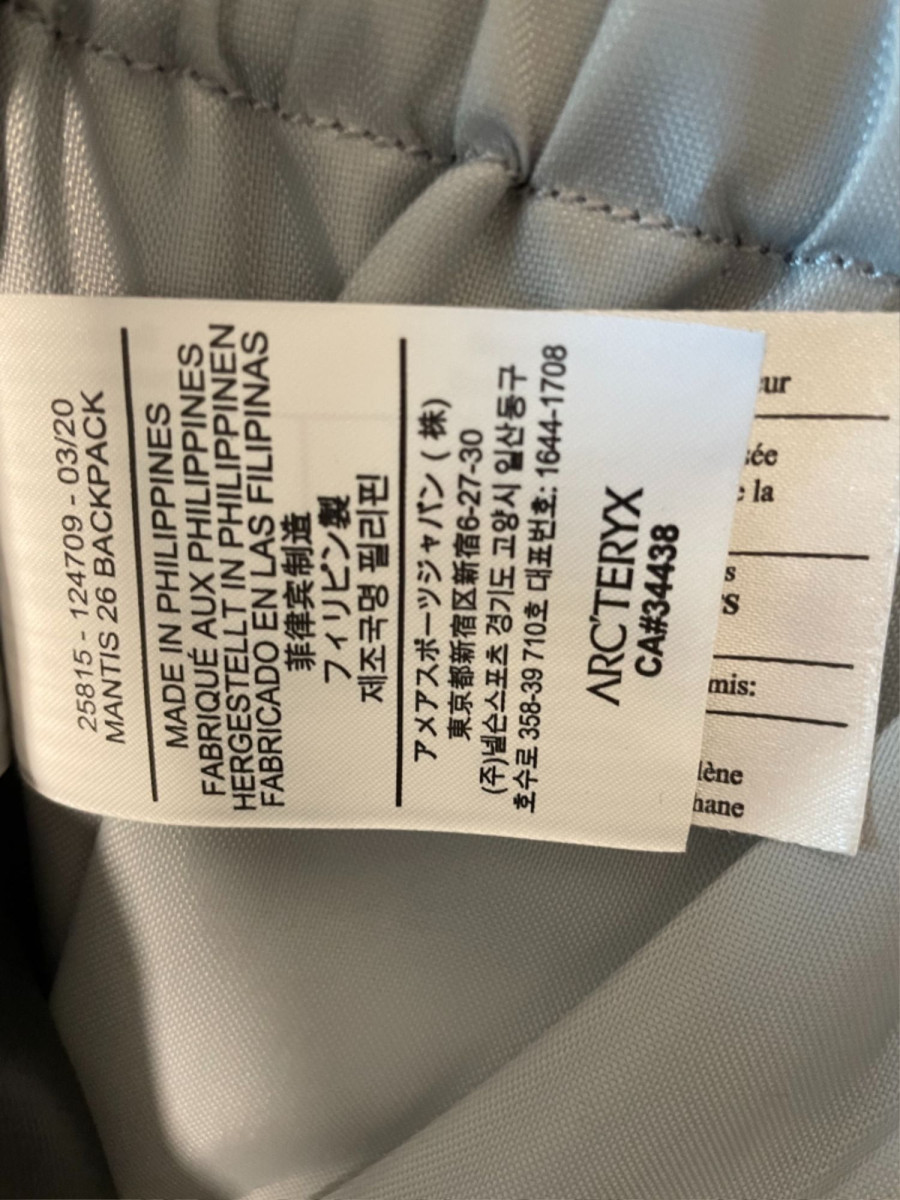 25815 - 124709 - 03/20
MANTIS 26 BACKPACK
MADE IN PHILIPPINES
FABRIQUÉ AUX PHILIPPINES
HERGESTELLT IN PHILIPPINEN
FABRICADO EN LAS FILIPINAS
菲律宾制造
フィリピン製
제조국명 필리핀
アメアスポーツジャパン(株)
東京都新宿区新宿6-27-30
(주)넬슨스포츠 경기도 고양시 일산동구
호수로 358-39 710호 대표번호: 1644-1708
ARC'TERYX
CA#34438
la
mis: